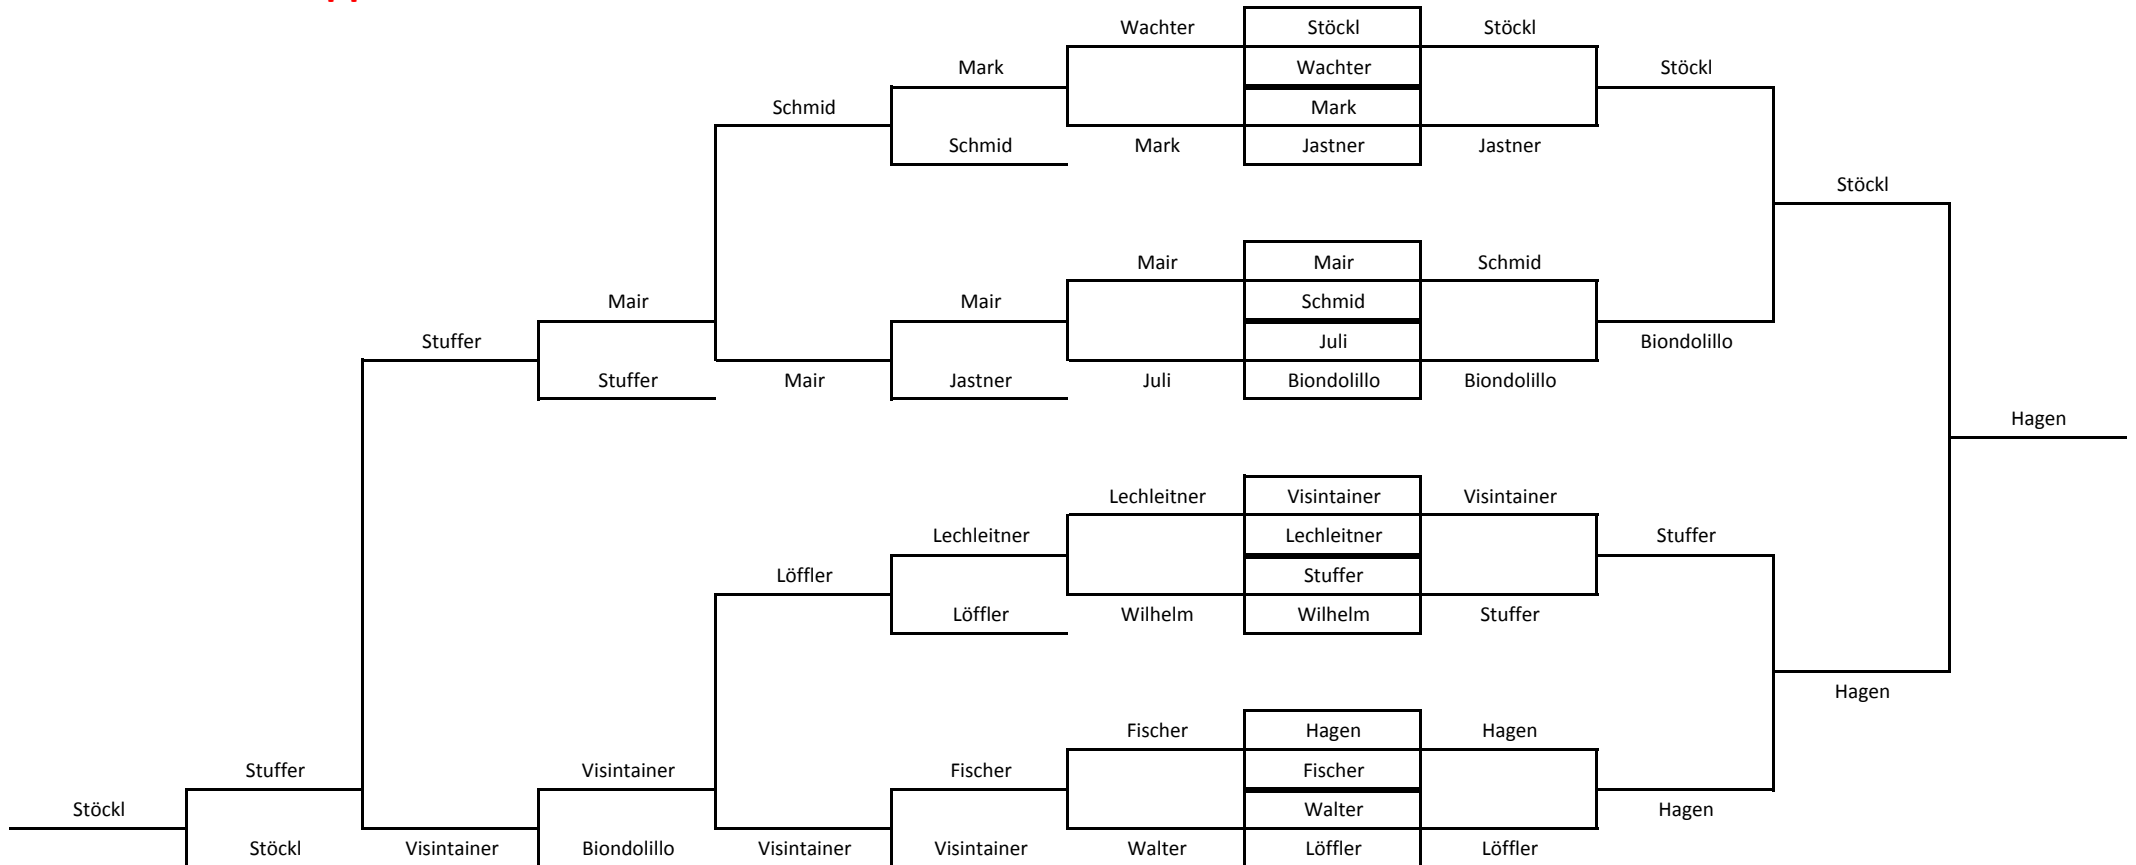 Wachter Stöckl Stöckl
Mark Wachter Stöckl
Schmid Mark
Schmid Mark Jastner Jastner
Stöckl
Mair Mair Schmid
Mair Mair Schmid
Stuffer Juli Biondolillo
Stuffer Mair Jastner Juli Biondolillo Biondolillo
Hagen
Lechleitner Visintainer Visintainer
Lechleitner Lechleitner Stuffer
Löffler Stuffer
Löffler Wilhelm Wilhelm Stuffer
Hagen
Fischer Hagen Hagen
Stuffer Visintainer Fischer Fischer
Stöckl Walter Hagen
Stöckl Visintainer Biondolillo Visintainer Visintainer Walter Löffler Löffler